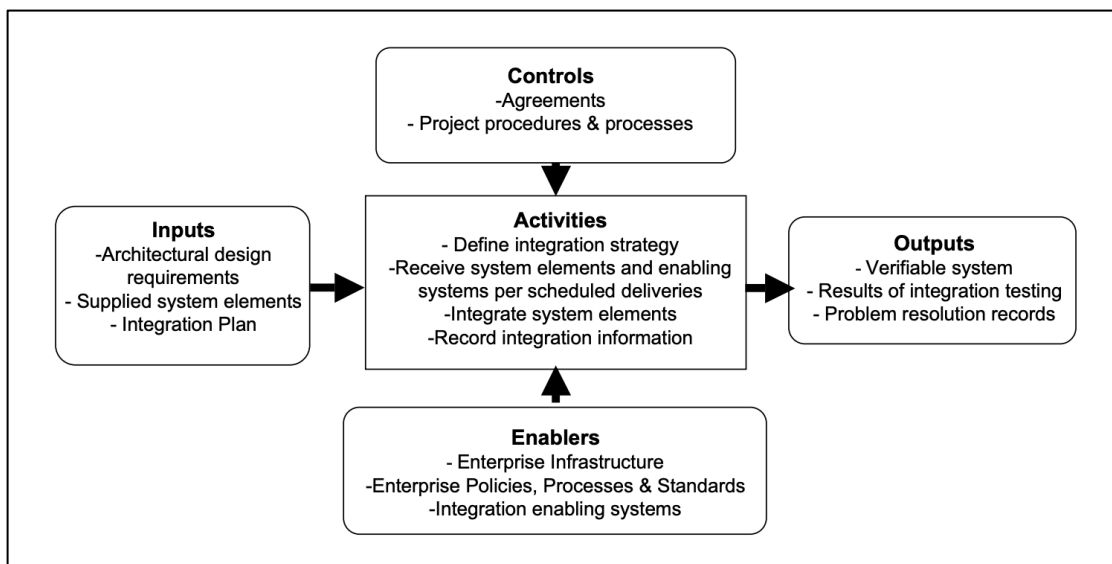 Controls
-Agreements
- Project procedures & processes
Inputs
-Architectural design
requirements
- Supplied system elements
- Integration Plan
Activities
- Define integration strategy
-Receive system elements and enabling
systems per scheduled deliveries
-Integrate system elements
-Record integration information
Outputs
- Verifiable system
- Results of integration testing
- Problem resolution records
Enablers
- Enterprise Infrastructure
-Enterprise Policies, Processes & Standards
-Integration enabling systems